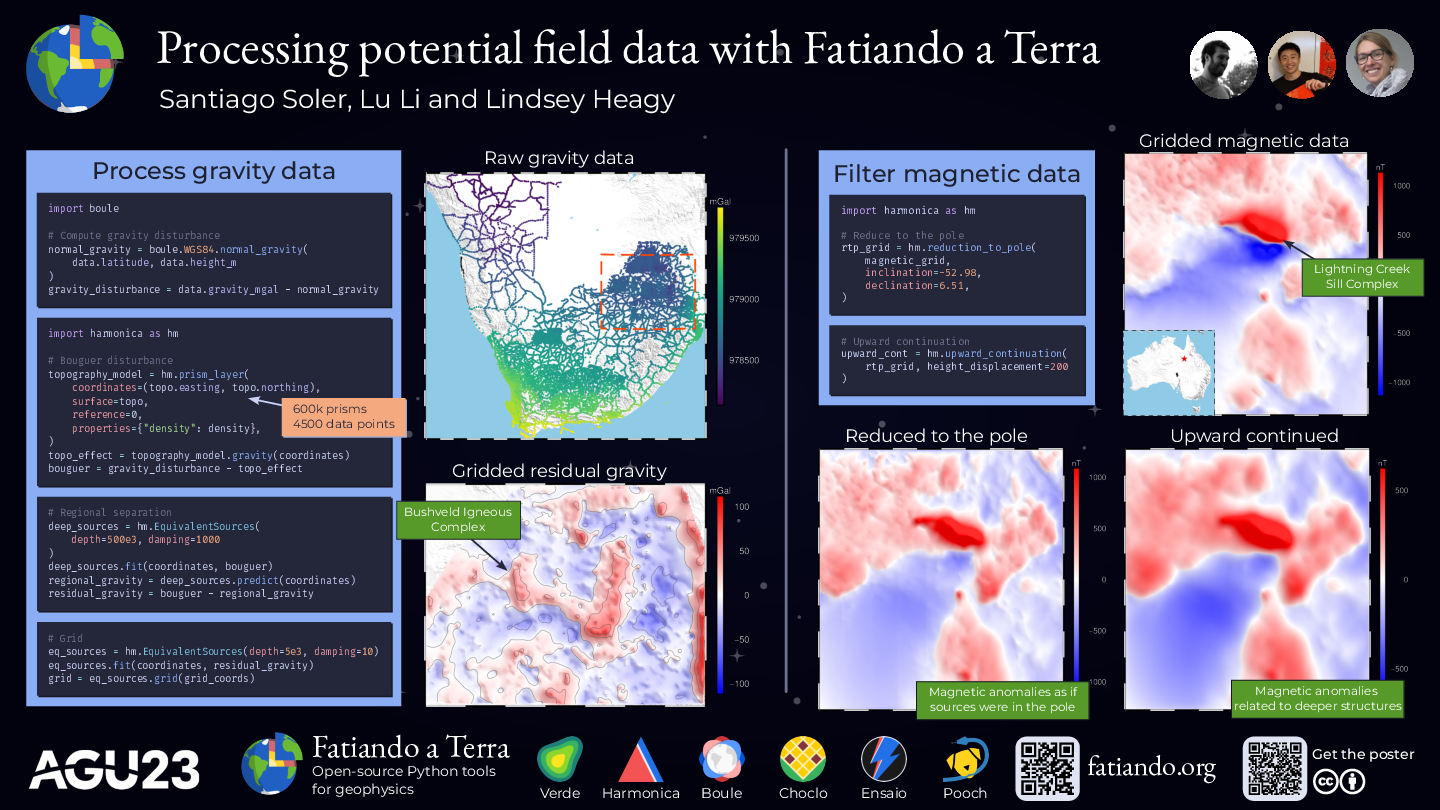 Processing potential field data with Fatiando a Terra
Santiago Soler, Lu Li and Lindsey Heagy
Process gravity data
import boule
# Compute gravity disturbance
normal_gravity = boule.WGS84.normal_gravity(
data.latitude, data.height_m
)
gravity_disturbance = data.gravity_mgal - normal_gravity
import harmonica as hm
# Bouguer disturbance
topography_model = hm.prism_layer(
coordinates=(topo.easting, topo.northing),
surface=topo,
reference=0,
properties={"density": density},
)
topo_effect = topography_model.gravity(coordinates)
bouguer = gravity_disturbance - topo_effect
600k prisms
4500 data points
# Regional separation
deep_sources = hm.EquivalentSources(
depth=500e3, damping=1000
)
deep_sources.fit(coordinates, bouguer)
regional_gravity = deep_sources.predict(coordinates)
residual_gravity = bouguer - regional_gravity
# Grid
eq_sources = hm.EquivalentSources(depth=5e3, damping=10)
eq_sources.fit(coordinates, residual_gravity)
grid = eq_sources.grid(grid_coords)
Raw gravity data
mGal
979500
979000
978500
Gridded residual gravity
mGal
100
50
0
−50
−100
Bushveld Igneous
Complex
Filter magnetic data
import harmonica as hm
# Reduce to the pole
rtp_grid = hm.reduction_to_pole(
magnetic_grid,
inclination=-52.98,
declination=6.51,
)
# Upward continuation
upward_cont = hm.upward_continuation(
rtp_grid, height_displacement=200
)
Gridded magnetic data
nT
1000
500
−500
−1000
Lightning Creek
Sill Complex
Reduced to the pole
nT
1000
500
0
−500
1000
Magnetic anomalies as if
sources were in the pole
Upward continued
nT
500
0
−500
Magnetic anomalies
related to deeper structures
AGU23
Fatiando a Terra
Open-source Python tools
for geophysics
Verde
Harmonica
Boule
Choclo
Ensaio
Pooch
fatiando.org
Get the poster
cc